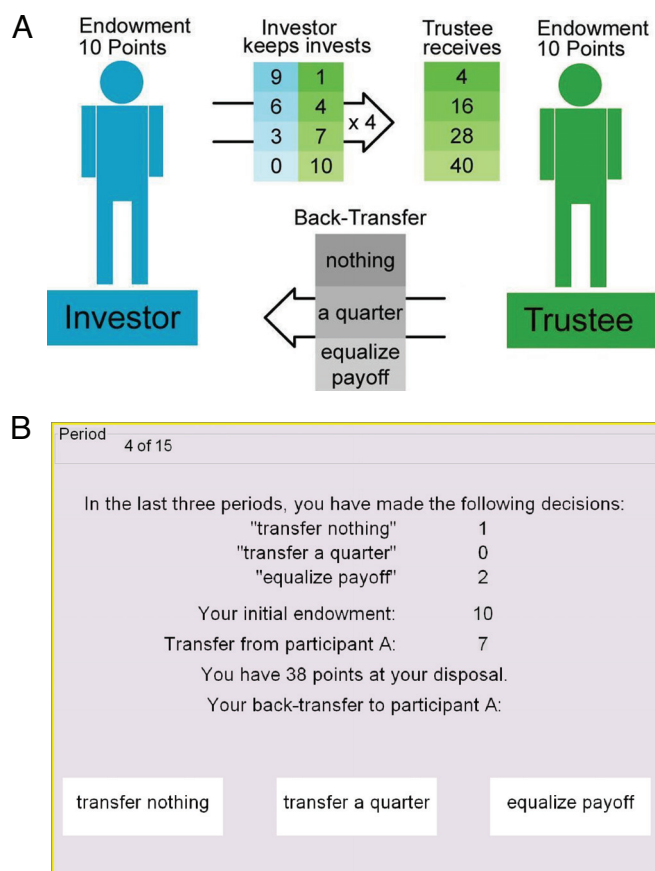 A
Endowment
10 Points
Investor
keeps invests
Trustee
receives
Endowment
10 Points
9 1
6 4
3 7
0 10
x 4
4
16
28
40
Back-Transfer
nothing
a quarter
equalize
payoff
Investor
Trustee
B
Period
4 of 15
In the last three periods, you have made the following decisions:
"transfer nothing" 1
"transfer a quarter" 0
"equalize payoff" 2
Your initial endowment: 10
Transfer from participant A: 7
You have 38 points at your disposal.
Your back-transfer to participant A:
transfer nothing
transfer a quarter
equalize payoff